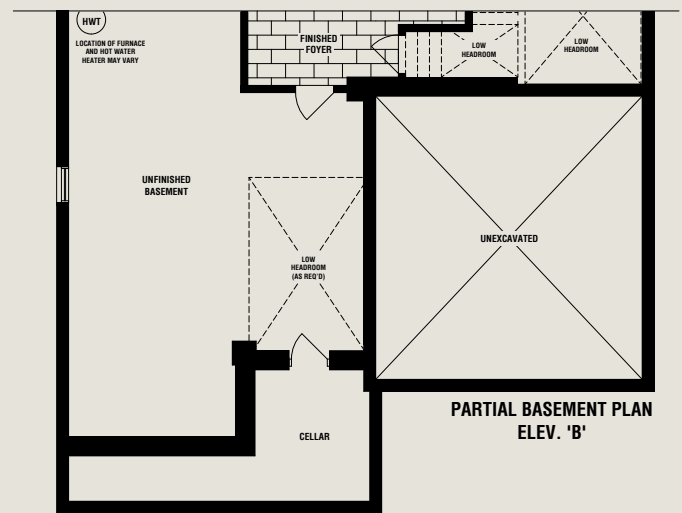 HWT
LOCATION OF FURNACE
AND HOT WATER
HEATER MAY VARY
FINISHED
FOYER
LOW
HEADROOM
LOW
HEADROOM
UNFINISHED
BASEMENT
UNEXCAVATED
LOW
HEADROOM
(AS REQ'D)
CELLAR
PARTIAL BASEMENT PLAN
ELEV. 'B'